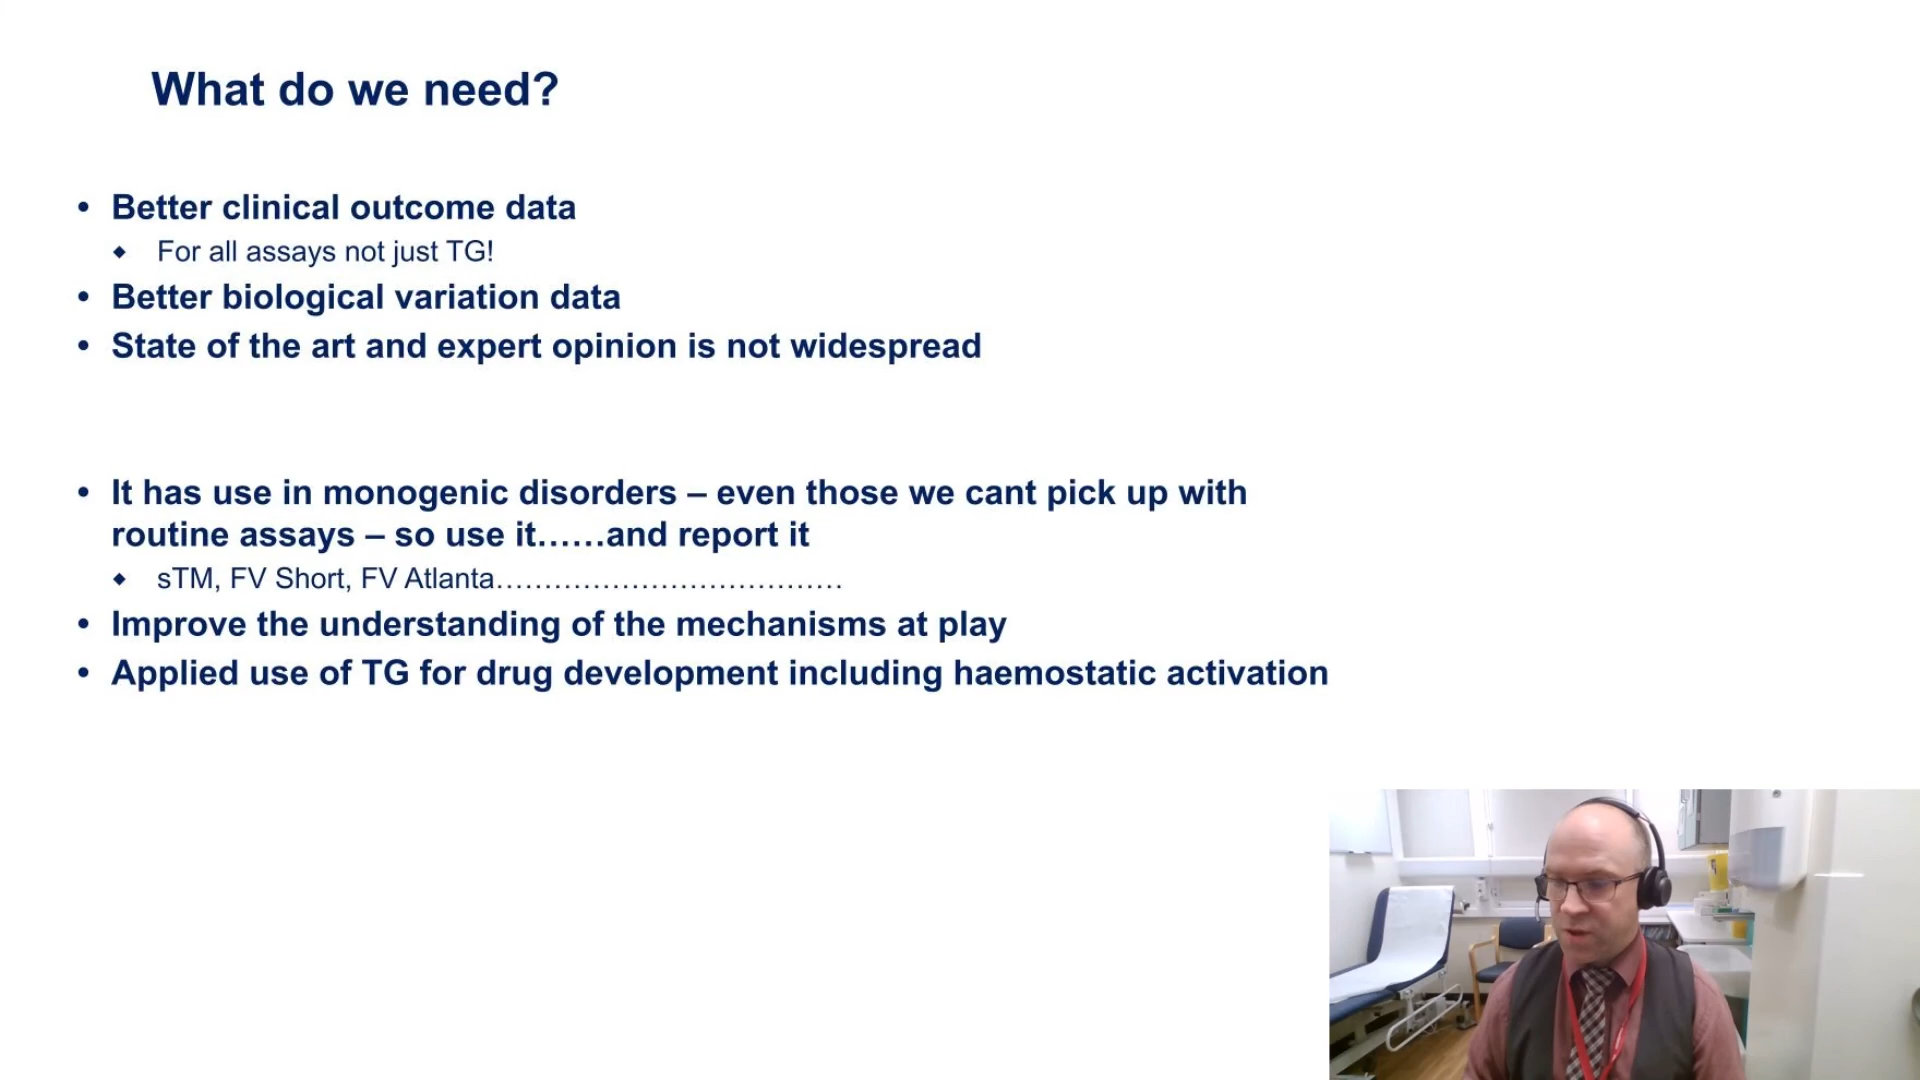 What do we need?
• Better clinical outcome data
◆ For all assays not just TG!
• Better biological variation data
• State of the art and expert opinion is not widespread
• It has use in monogenic disorders – even those we cant pick up with
routine assays – so use it……and report it
◆ sTM, FV Short, FV Atlanta………………………………
• Improve the understanding of the mechanisms at play
• Applied use of TG for drug development including haemostatic activation